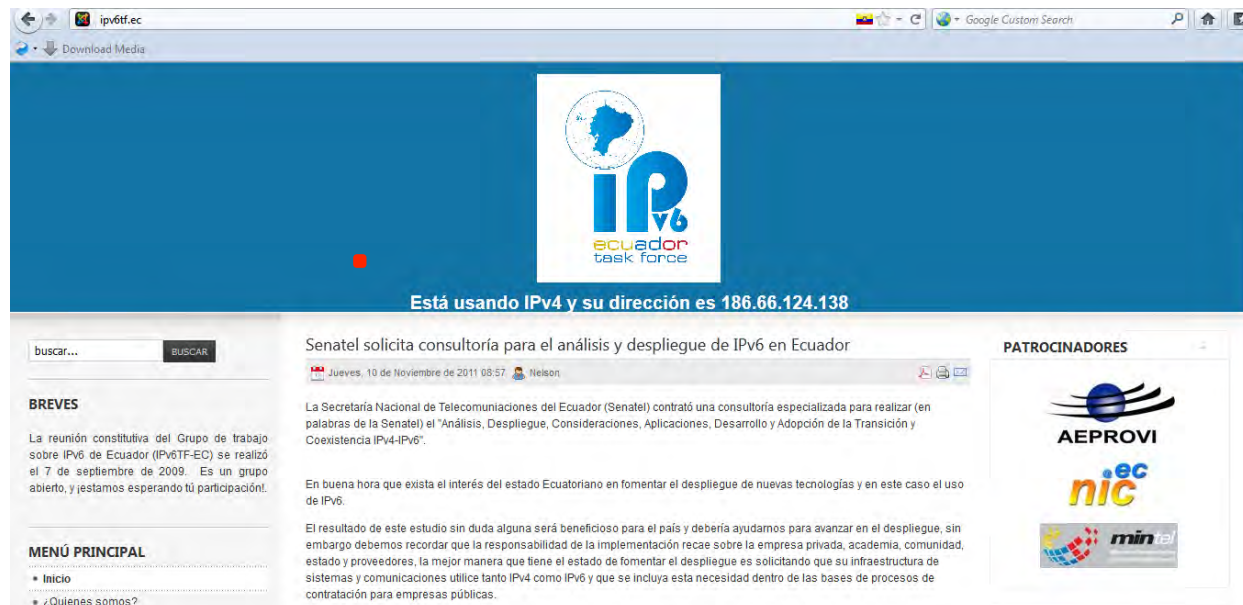 ipv6tf.ec
Google Custom Search
Download Media
IPv6
ecuador
task force
Está usando IPv4 y su dirección es 186.66.124.138
buscar...
BUSCAR
BREVES
La reunión constitutiva del Grupo de trabajo
sobre IPv6 de Ecuador (IPv6TF-EC) se realizó
el 7 de septiembre de 2009. Es un grupo
abierto, y ¡estamos esperando tú participación!.
MENÚ PRINCIPAL
Inicio
¿Quienes somos?
Senatel solicita consultoría para el análisis y despliegue de IPv6 en Ecuador
Jueves, 10 de Noviembre de 2011 08:57 Nelson
La Secretaría Nacional de Telecomuniaciones del Ecuador (Senatel) contrató una consultoría especializada para realizar (en
palabras de la Senatel) el "Análisis, Despliegue, Consideraciones, Aplicaciones, Desarrollo y Adopción de la Transición y
Coexistencia IPv4-IPv6".
En buena hora que exista el interés del estado Ecuatoriano en fomentar el despliegue de nuevas tecnologías y en este caso el uso
de IPv6.
El resultado de este estudio sin duda alguna será beneficioso para el país y debería ayudarnos para avanzar en el despliegue, sin
embargo debemos recordar que la responsabilidad de la implementación recae sobre la empresa privada, academia, comunidad,
estado y proveedores, la mejor manera que tiene el estado de fomentar el despliegue es solicitando que su infraestructura de
sistemas y comunicaciones utilice tanto IPv4 como IPv6 y que se incluya esta necesidad dentro de las bases de procesos de
contratación para empresas públicas.
PATROCINADORES
AEPROVI
nic.ec
mintel